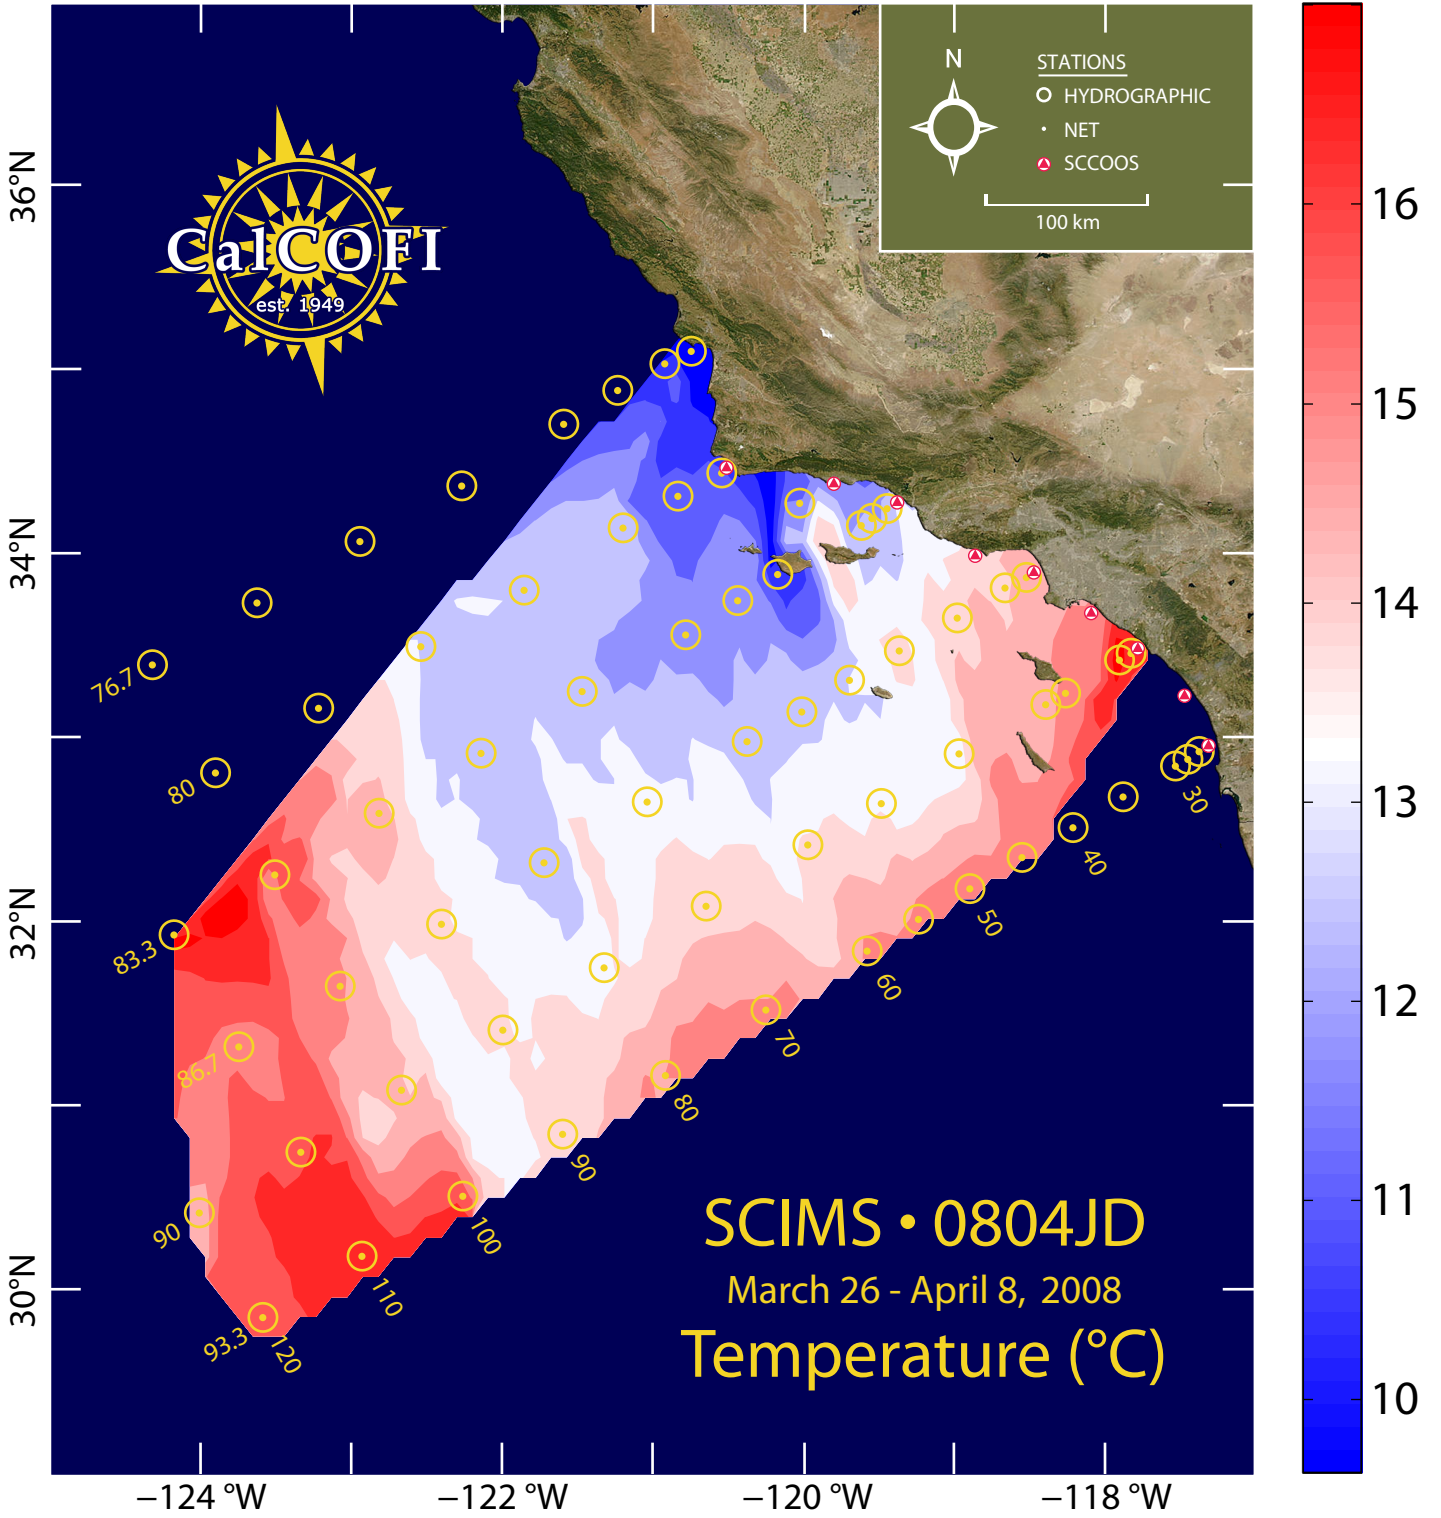 N
STATIONS
HYDROGRAPHIC
NET
SCCOOS
100 km
CalCOFI
est. 1949
36°N
34°N
32°N
30°N
76.7
80
83.3
86.7
90
93.3
30
40
50
60
70
80
90
100
110
120
SCIMS • 0804JD
March 26 - April 8, 2008
Temperature (°C)
−124 °W
−122 °W
−120 °W
−118 °W
16
15
14
13
12
11
10